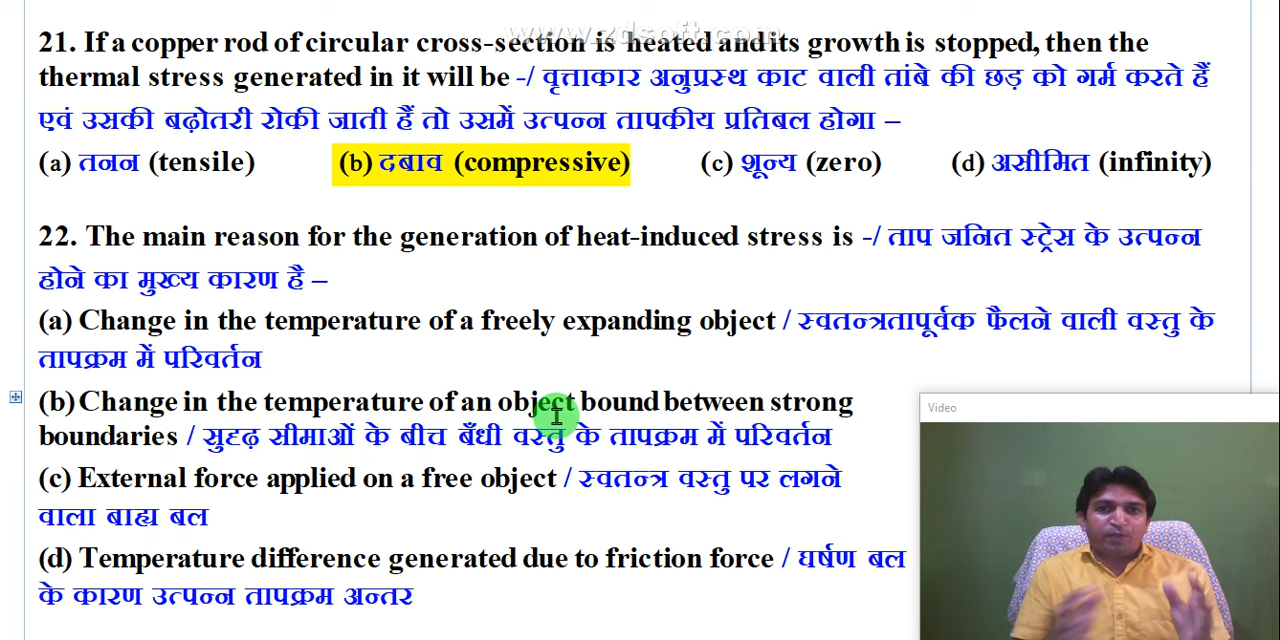 www.zdsoft.com
21. If a copper rod of circular cross-section is heated and its growth is stopped, then the
thermal stress generated in it will be -/ वृत्ताकार अनुप्रस्थ काट वाली तांबे की छड़ को गर्म करते हैं
एवं उसकी बढ़ोतरी रोकी जाती हैं तो उसमें उत्पन्न तापकीय प्रतिबल होगा –
(a) तनन (tensile) (b) दबाव (compressive) (c) शून्य (zero) (d) असीमित (infinity)
22. The main reason for the generation of heat-induced stress is -/ ताप जनित स्ट्रेस के उत्पन्न
होने का मुख्य कारण है –
(a) Change in the temperature of a freely expanding object / स्वतन्त्रतापूर्वक फैलने वाली वस्तु के
तापक्रम में परिवर्तन
(b) Change in the temperature of an object bound between strong
boundaries / सुदृढ़ सीमाओं के बीच बँधी वस्तु के तापक्रम में परिवर्तन
(c) External force applied on a free object / स्वतन्त्र वस्तु पर लगने
वाला बाह्य बल
(d) Temperature difference generated due to friction force / घर्षण बल
के कारण उत्पन्न तापक्रम अन्तर
Video